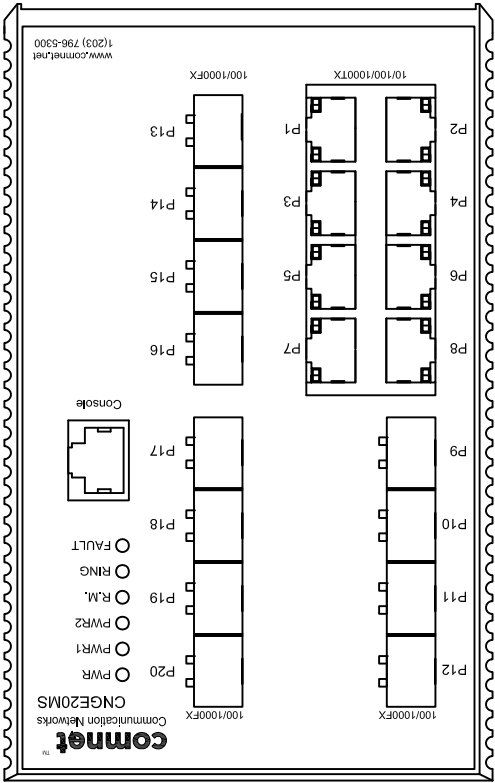 comnet™
Communication Networks
CNGE20MS
PWR
PWR1
PWR2
R.M.
RING
FAULT
Console
www.comnet.net
1(203) 796-5300
100/1000FX
P20
P19
P18
P17
P16
P15
P14
P13
100/1000FX
100/1000FX
P12
P11
P10
P9
P8
P7
P6
P5
P4
P3
P2
P1
10/100/1000TX